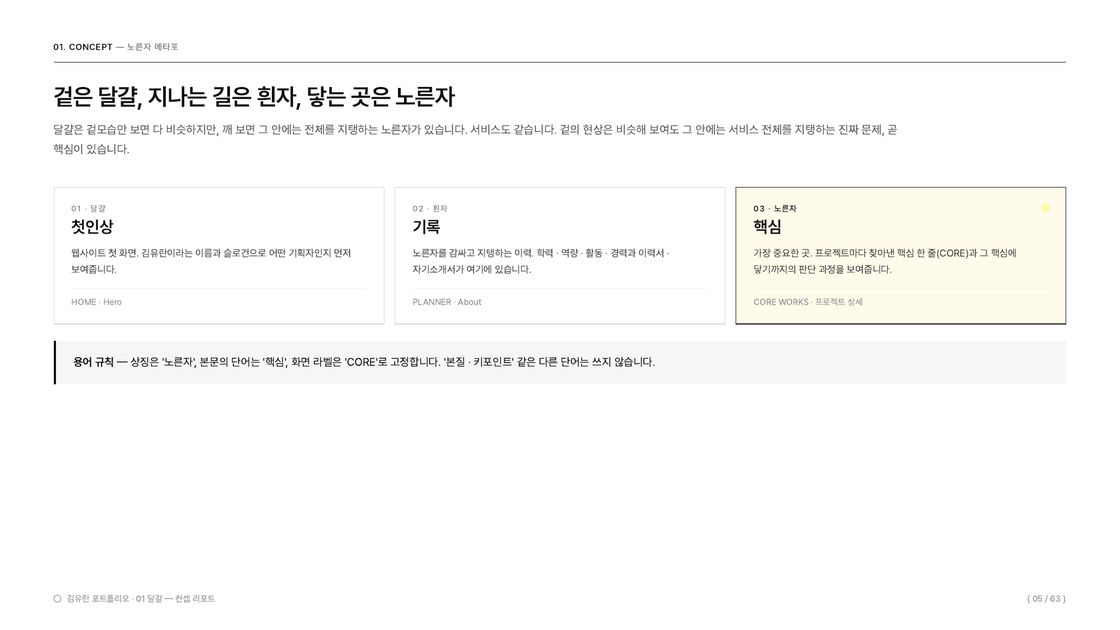 01. CONCEPT — 노른자 메타포
겉은 달걀, 지나는 길은 흰자, 닿는 곳은 노른자
달걀은 겉모습만 보면 다 비슷하지만, 깨 보면 그 안에는 전체를 지탱하는 노른자가 있습니다. 서비스도 같습니다. 겉의 현상은 비슷해 보여도 그 안에는 서비스 전체를 지탱하는 진짜 문제, 곧
핵심이 있습니다.
01 · 달걀
첫인상
웹사이트 첫 화면. 김유란이라는 이름과 슬로건으로 어떤 기획자인지 먼저
보여줍니다.
HOME · Hero
02 · 흰자
기록
노른자를 감싸고 지탱하는 이력. 학력 · 역량 · 활동 · 경력과 이력서 ·
자기소개서가 여기에 있습니다.
PLANNER · About
03 · 노른자
핵심
가장 중요한 곳. 프로젝트마다 찾아낸 핵심 한 줄(CORE)과 그 핵심에
닿기까지의 판단 과정을 보여줍니다.
CORE WORKS · 프로젝트 상세
용어 규칙 — 상징은 '노른자', 본문의 단어는 '핵심', 화면 라벨은 'CORE'로 고정합니다. '본질 · 키포인트' 같은 다른 단어는 쓰지 않습니다.
김유란 포트폴리오 · 01 달걀 — 컨셉 리포트
( 05 / 63 )